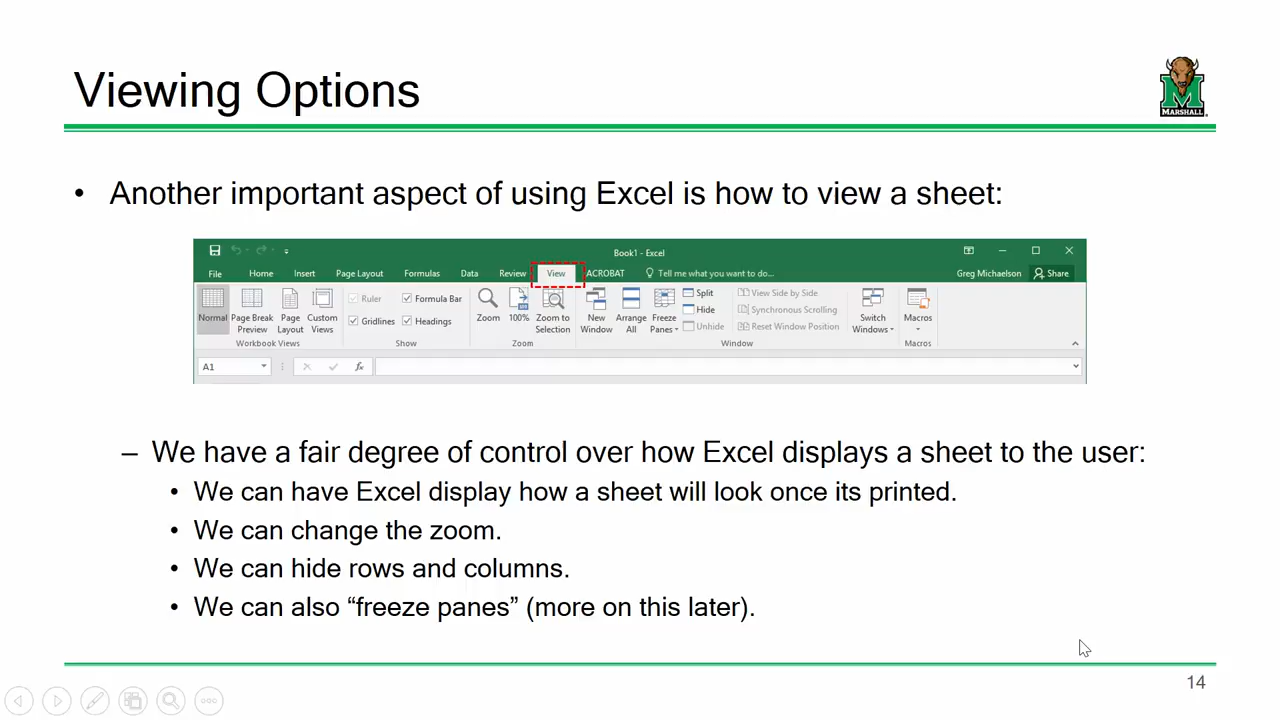 Viewing Options
MARSHALL
• Another important aspect of using Excel is how to view a sheet:
Book1 - Excel
File Home Insert Page Layout Formulas Data Review View ACROBAT Tell me what you want to do... Greg Michaelson Share
Normal Page Break Preview Page Layout Custom Views
Workbook Views
Ruler Formula Bar
Gridlines Headings
Show
Zoom 100% Zoom to Selection
Zoom
New Window Arrange All Freeze Panes
Split
Hide
Unhide
View Side by Side
Synchronous Scrolling
Reset Window Position
Switch Windows
Window
Macros
Macros
A1 fx
– We have a fair degree of control over how Excel displays a sheet to the user:
• We can have Excel display how a sheet will look once its printed.
• We can change the zoom.
• We can hide rows and columns.
• We can also “freeze panes” (more on this later).
14